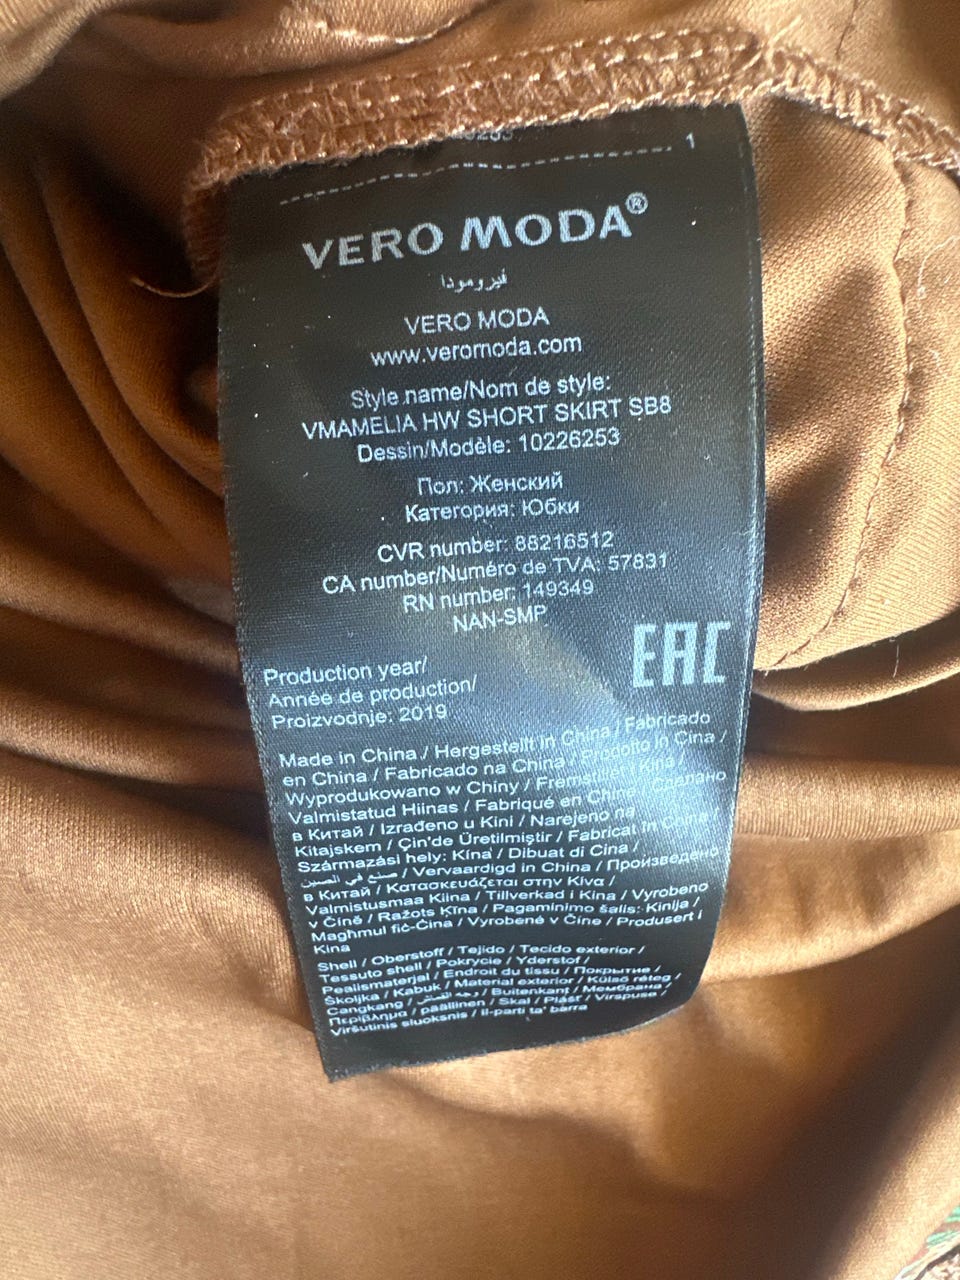 1
VERO MODA®
فيرومودا
VERO MODA
www.veromoda.com
Style name/Nom de style:
VMAMELIA HW SHORT SKIRT SB8
Dessin/Modèle: 10226253
Пол: Женский
Категория: Юбки
CVR number: 88216512
CA number/Numéro de TVA: 57831
RN number: 149349
NAN-SMP
EAC
Production year/
Année de production/
Proizvodnje: 2019
Made in China / Hergestellt in China / Fabricado
en China / Fabricado na China / Prodotto in Cina /
Wyprodukowano w Chiny / Fremstillet i Kina /
Valmistatud Hiinas / Fabriqué en Chine / Сделано
в Китай / Izrađeno u Kini / Narejeno na
Kitajskem / Çin'de Üretilmiştir / Fabricat în China /
Származási hely: Kína / Dibuat di Cina /
صنع في الصين / Vervaardigd in China / Произведено
в Китай / Κατασκευάζεται στην Κίνα /
Valmistusmaa Kiina / Tillverkad i Kina / Vyrobeno
v Číně / Ražots Ķīna / Pagaminimo šalis: Kinija /
Magħmul fiċ-Ċina / Vyrobené v Číne / Produsert i
Kina
Shell / Oberstoff / Tejido / Tecido exterior /
Tessuto shell / Pokrycie / Yderstof /
Pealismaterjal / Endroit du tissu / Покрытие /
Školjka / Kabuk / Material exterior / Külső réteg /
Cangkang / وجه القماش / Buitenkant / Мембрана /
Περίβλημα / päällinen / Skal / Plášť / Virspuse /
Viršutinis sluoksnis / il-parti ta' barra